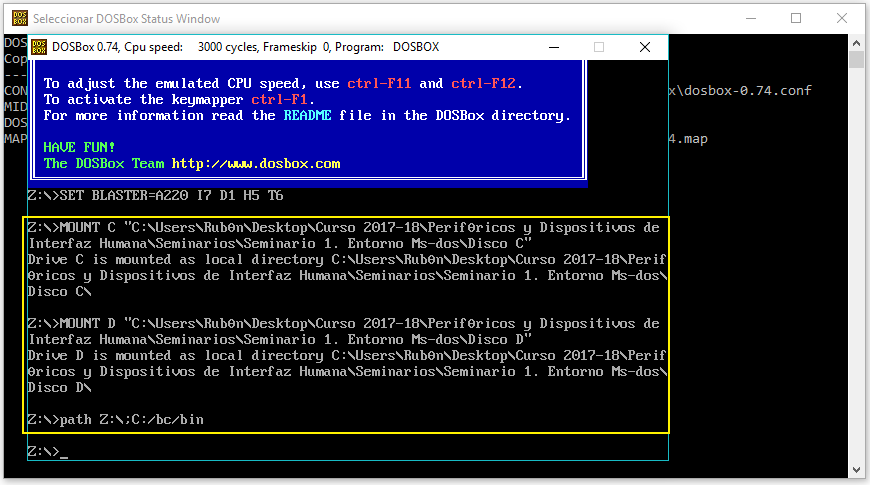 Seleccionar DOSBox Status Window
DOS
Cop
---
CON
x\dosbox-0.74.conf
MID
DOS
MAP
4.map
DOSBox 0.74, Cpu speed: 3000 cycles, Frameskip 0, Program: DOSBOX
To adjust the emulated CPU speed, use ctrl-F11 and ctrl-F12.
To activate the keymapper ctrl-F1.
For more information read the README file in the DOSBox directory.
HAVE FUN!
The DOSBox Team http://www.dosbox.com
Z:\>SET BLASTER=A220 I7 D1 H5 T6
Z:\>MOUNT C "C:\Users\RubΘn\Desktop\Curso 2017-18\PerifΘricos y Dispositivos de
Interfaz Humana\Seminarios\Seminario 1. Entorno Ms-dos\Disco C"
Drive C is mounted as local directory C:\Users\RubΘn\Desktop\Curso 2017-18\Perif
Θricos y Dispositivos de Interfaz Humana\Seminarios\Seminario 1. Entorno Ms-dos\
Disco C\
Z:\>MOUNT D "C:\Users\RubΘn\Desktop\Curso 2017-18\PerifΘricos y Dispositivos de
Interfaz Humana\Seminarios\Seminario 1. Entorno Ms-dos\Disco D"
Drive D is mounted as local directory C:\Users\RubΘn\Desktop\Curso 2017-18\Perif
Θricos y Dispositivos de Interfaz Humana\Seminarios\Seminario 1. Entorno Ms-dos\
Disco D\
Z:\>path Z:\;C:/bc/bin
Z:\>_